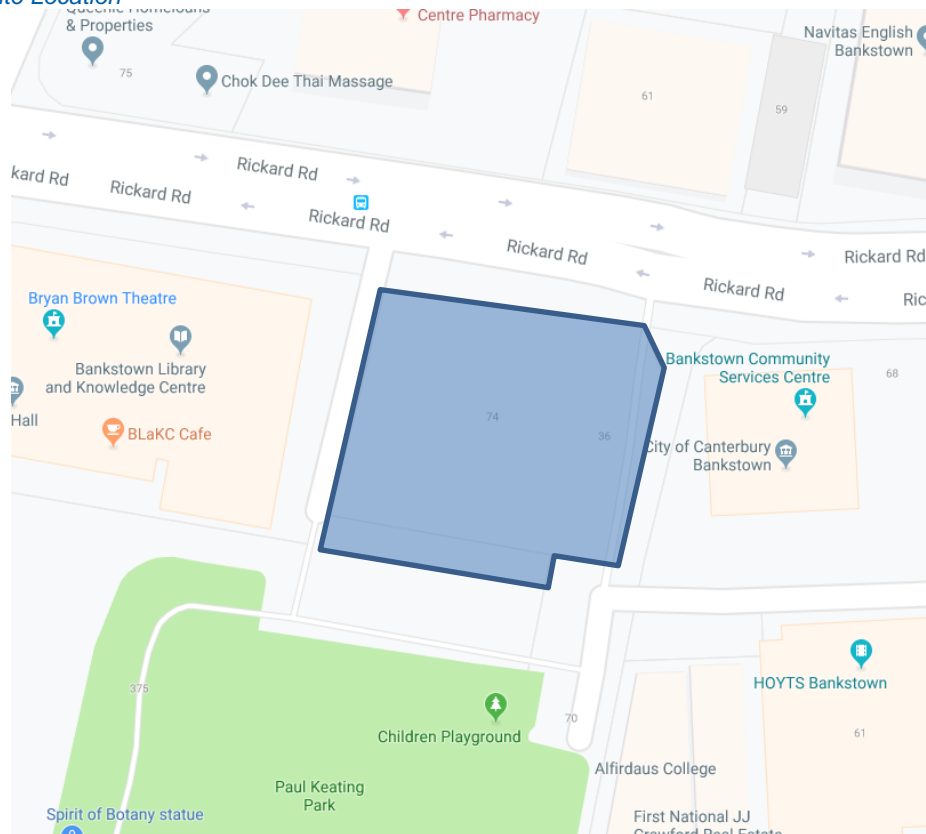 Location
& Properties
Centre Pharmacy
Navitas English
Bankstown
75
Chok Dee Thai Massage
61
59
Rickard Rd
kard Rd
Rickard Rd
Rickard Rd
Rickard Rd
Rickard Rd
Rickard Rd
Ric
Bryan Brown Theatre
Bankstown Library
and Knowledge Centre
Hall
BLaKC Cafe
74
36
Bankstown Community
Services Centre
68
City of Canterbury
Bankstown
HOYTS Bankstown
61
375
Children Playground
70
Paul Keating
Park
Alfirdaus College
Spirit of Botany statue
First National JJ